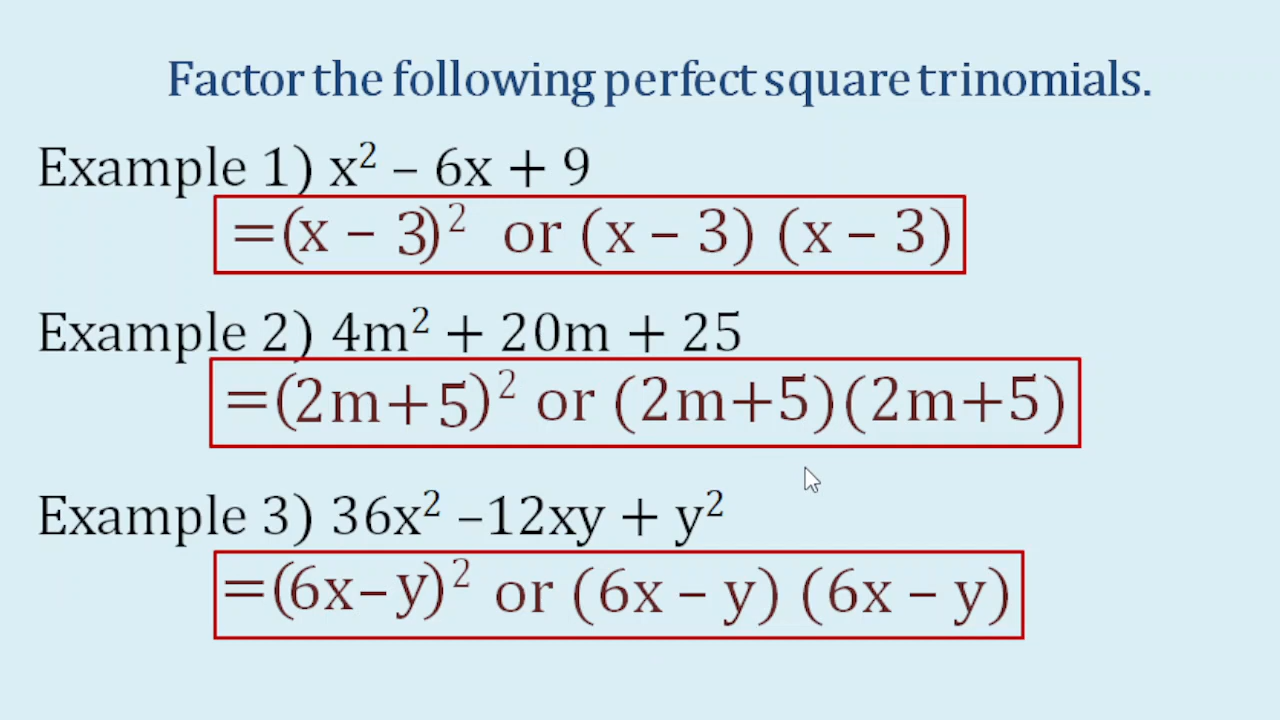 Factor the following perfect square trinomials.
Example 1) x² – 6x + 9
=(x – 3)² or (x – 3) (x – 3)
Example 2) 4m² + 20m + 25
=(2m+5)² or (2m+5)(2m+5)
Example 3) 36x² –12xy + y²
=(6x–y)² or (6x – y) (6x – y)